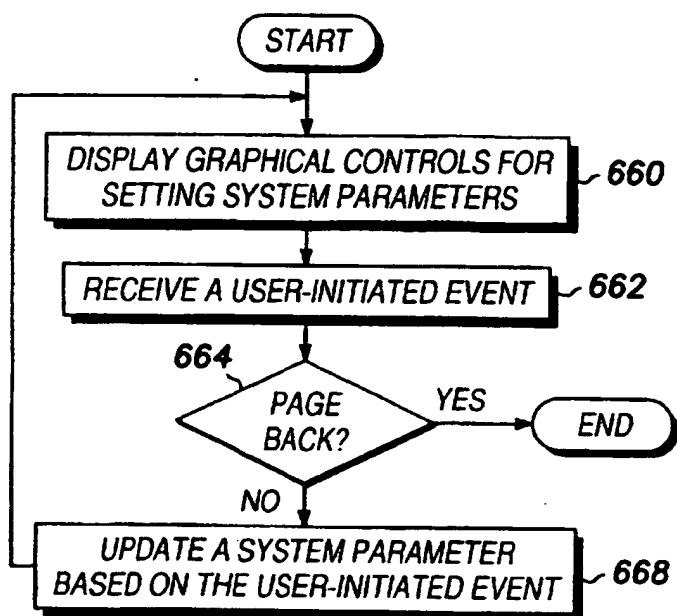 START
DISPLAY GRAPHICAL CONTROLS FOR
SETTING SYSTEM PARAMETERS
660
RECEIVE A USER-INITIATED EVENT
662
664
PAGE
BACK?
YES
END
NO
UPDATE A SYSTEM PARAMETER
BASED ON THE USER-INITIATED EVENT
668